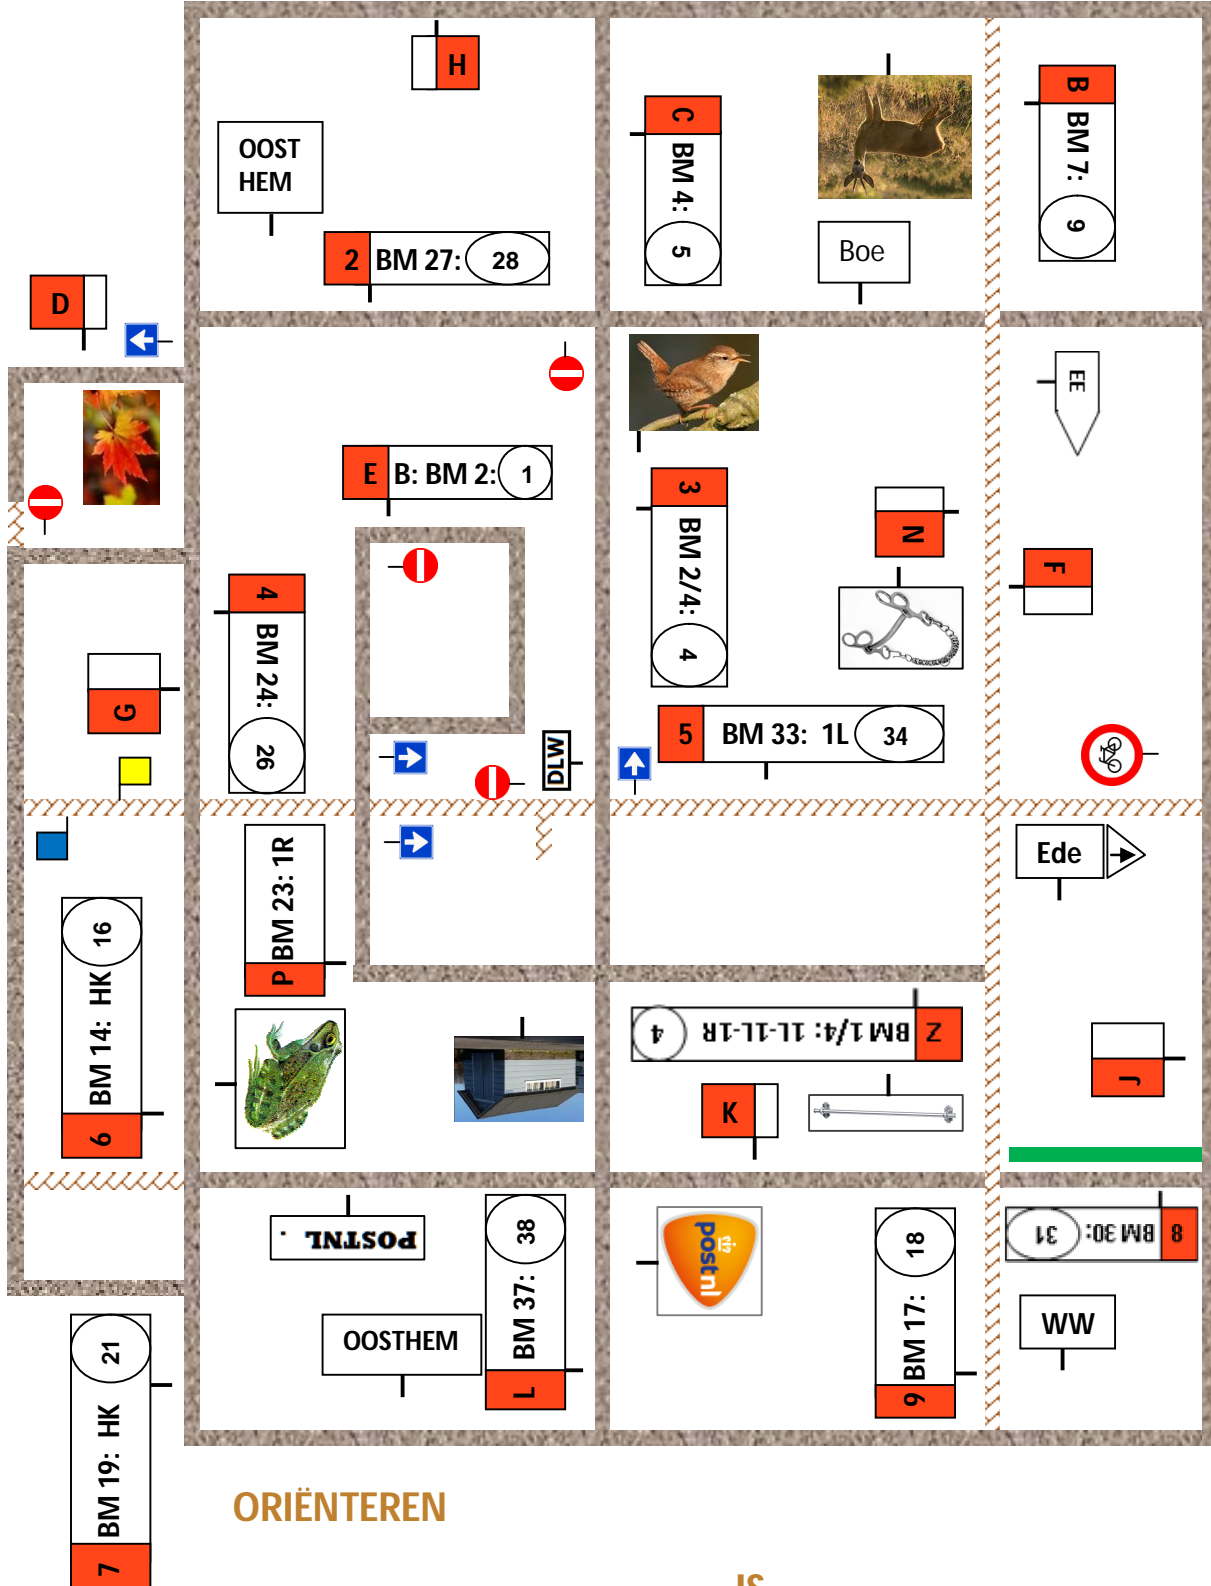 H
OOST
HEM
2 BM 27: 28
C BM 4: 5
Boe
B BM 7: 9
D
E B: BM 2: 1
3 BM 2/4: 4
N
EE
F
4 BM 24: 26
G
5 BM 33: 1L 34
DLW
P BM 23: 1R
Ede
6 BM 14: HK 16
Z BM 1/4: 1L-1L-1R 4
K
J
POSTNL .
L BM 37: 38
postnl
9 BM 17: 18
8 BM 30: 31
OOSTHEM
WW
7 BM 19: HK 21
ORIËNTEREN
IS